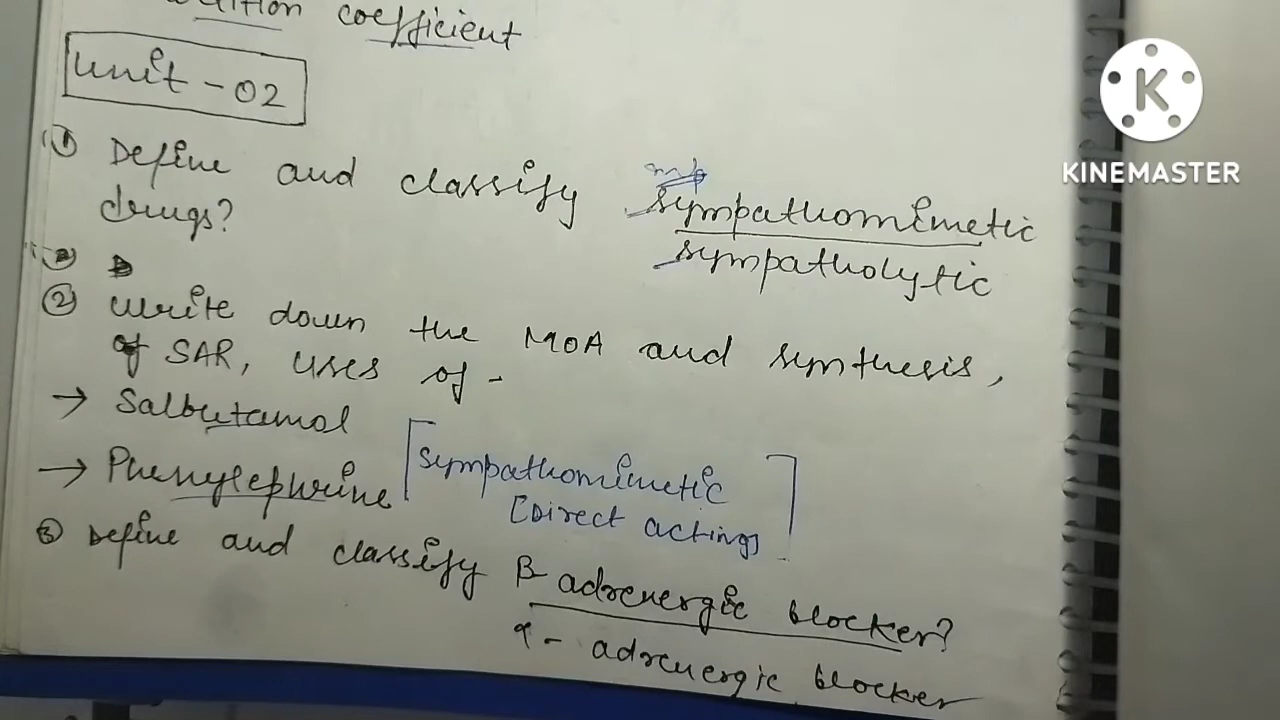 coefficient
Unit - 02
① Define and classify sympathomimetic
drugs?
sympatholytic
② write down the MOA and synthesis,
of SAR, uses of -
→ Salbutamol
→ Phenylephrine [sympathomimetic
[Direct acting]
③ Define and classify β adrenergic blocker?
α - adrenergic blocker
K
KINEMASTER